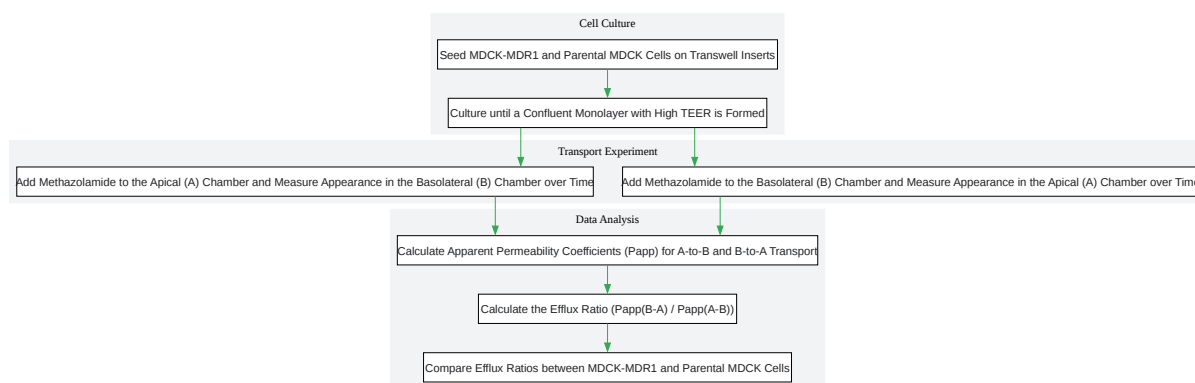 Cell Culture
Seed MDCK-MDR1 and Parental MDCK Cells on Transwell Inserts
Culture until a Confluent Monolayer with High TEER is Formed
Transport Experiment
Add Methazolamide to the Apical (A) Chamber and Measure Appearance in the Basolateral (B) Chamber over Time
Add Methazolamide to the Basolateral (B) Chamber and Measure Appearance in the Apical (A) Chamber over Time
Data Analysis
Calculate Apparent Permeability Coefficients (Papp) for A-to-B and B-to-A Transport
Calculate the Efflux Ratio (Papp(B-A) / Papp(A-B))
Compare Efflux Ratios between MDCK-MDR1 and Parental MDCK Cells